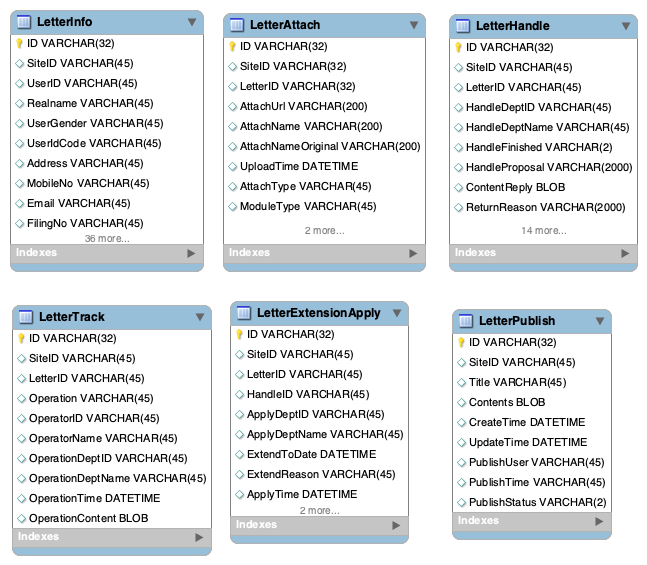 LetterInfo
ID VARCHAR(32)
SiteID VARCHAR(45)
UserID VARCHAR(45)
Realname VARCHAR(45)
UserGender VARCHAR(45)
UserIdCode VARCHAR(45)
Address VARCHAR(45)
MobileNo VARCHAR(45)
Email VARCHAR(45)
FilingNo VARCHAR(45)
36 more...
Indexes
LetterAttach
ID VARCHAR(32)
SiteID VARCHAR(32)
LetterID VARCHAR(32)
AttachUrl VARCHAR(200)
AttachName VARCHAR(200)
AttachNameOriginal VARCHAR(200)
UploadTime DATETIME
AttachType VARCHAR(45)
ModuleType VARCHAR(45)
2 more...
Indexes
LetterHandle
ID VARCHAR(32)
SiteID VARCHAR(45)
LetterID VARCHAR(45)
HandleDeptID VARCHAR(45)
HandleDeptName VARCHAR(45)
HandleFinished VARCHAR(2)
HandleProposal VARCHAR(2000)
ContentReply BLOB
ReturnReason VARCHAR(2000)
14 more...
Indexes
LetterTrack
ID VARCHAR(32)
SiteID VARCHAR(45)
LetterID VARCHAR(45)
Operation VARCHAR(45)
OperatorID VARCHAR(45)
OperatorName VARCHAR(45)
OperationDeptID VARCHAR(45)
OperationDeptName VARCHAR(45)
OperationTime DATETIME
OperationContent BLOB
Indexes
LetterExtensionApply
ID VARCHAR(32)
SiteID VARCHAR(45)
LetterID VARCHAR(45)
HandleID VARCHAR(45)
ApplyDeptID VARCHAR(45)
ApplyDeptName VARCHAR(45)
ExtendToDate DATETIME
ExtendReason VARCHAR(45)
ApplyTime DATETIME
2 more...
Indexes
LetterPublish
ID VARCHAR(32)
SiteID VARCHAR(45)
Title VARCHAR(45)
Contents BLOB
CreateTime DATETIME
UpdateTime DATETIME
PublishUser VARCHAR(45)
PublishTime VARCHAR(45)
PublishStatus VARCHAR(2)
Indexes